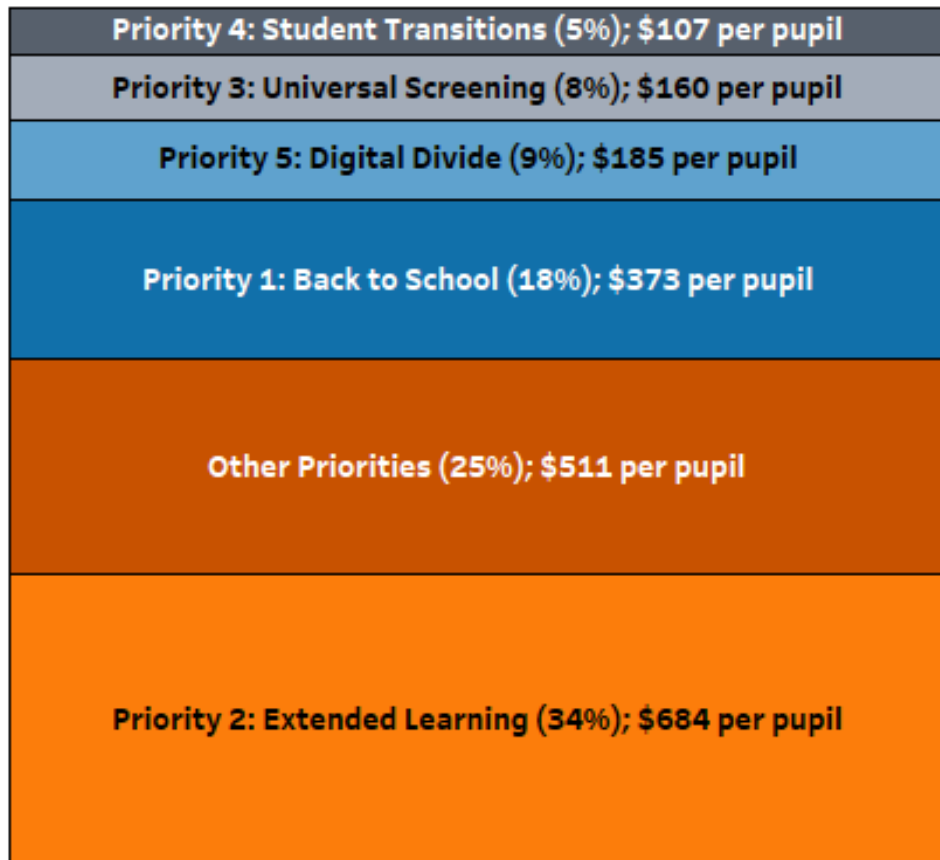 Priority 4: Student Transitions (5%); $107 per pupil
Priority 3: Universal Screening (8%); $160 per pupil
Priority 5: Digital Divide (9%); $185 per pupil
Priority 1: Back to School (18%); $373 per pupil
Other Priorities (25%); $511 per pupil
Priority 2: Extended Learning (34%); $684 per pupil